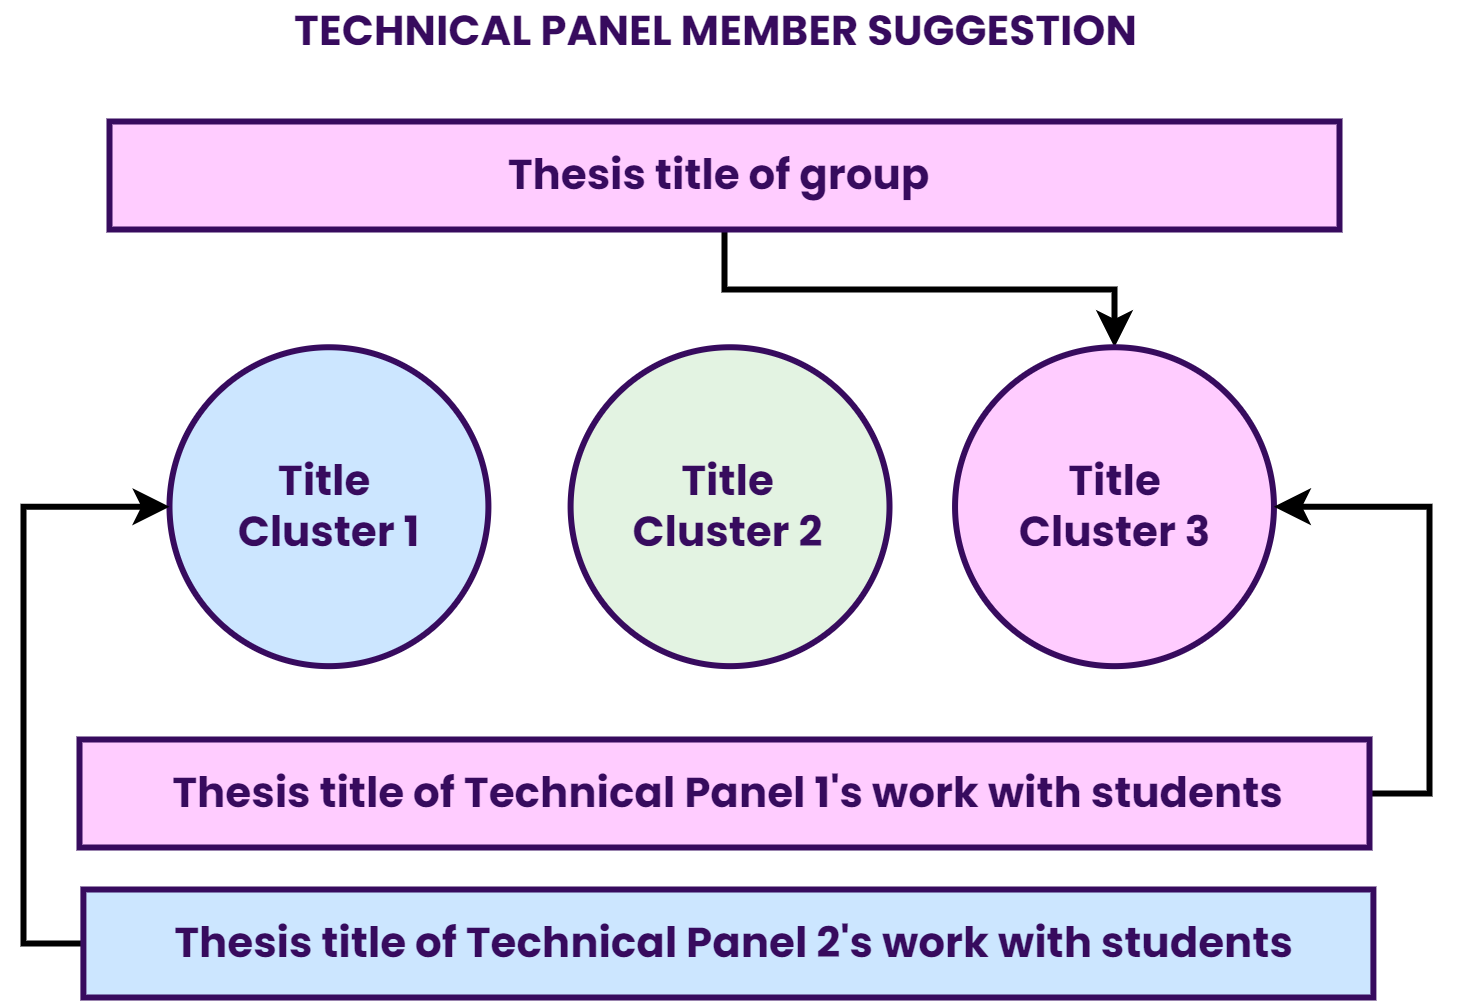 TECHNICAL PANEL MEMBER SUGGESTION
Thesis title of group
Title
Cluster 1
Title
Cluster 2
Title
Cluster 3
Thesis title of Technical Panel 1's work with students
Thesis title of Technical Panel 2's work with students